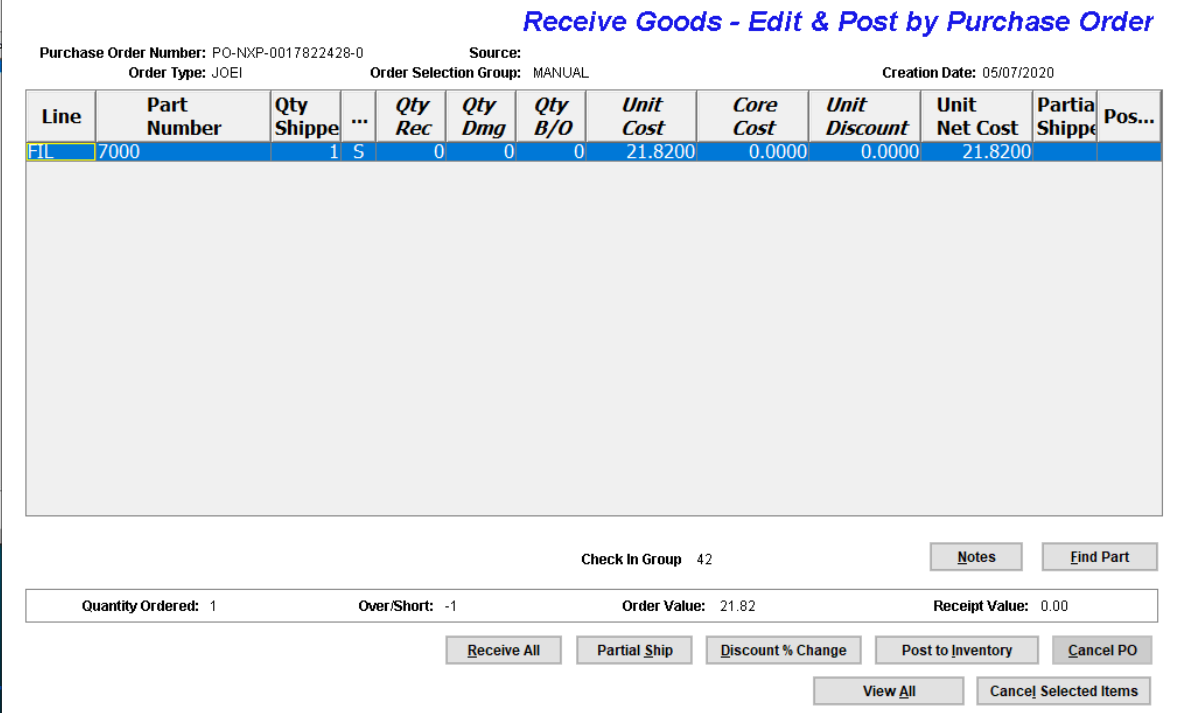 Receive Goods - Edit & Post by Purchase Order
Purchase Order Number: PO-NXP-0017822428-0 Source:
Order Type: JOEI Order Selection Group: MANUAL Creation Date: 05/07/2020
Line Part Number Qty Shippe ... Qty Rec Qty Dmg Qty B/O Unit Cost Core Cost Unit Discount Unit Net Cost Partia Shippe Pos...
FIL 7000 1 S 0 0 0 21.8200 0.0000 0.0000 21.8200
Check In Group 42 Notes Find Part
Quantity Ordered: 1 Over/Short: -1 Order Value: 21.82 Receipt Value: 0.00
Receive All Partial Ship Discount % Change Post to Inventory Cancel PO
View All Cancel Selected Items